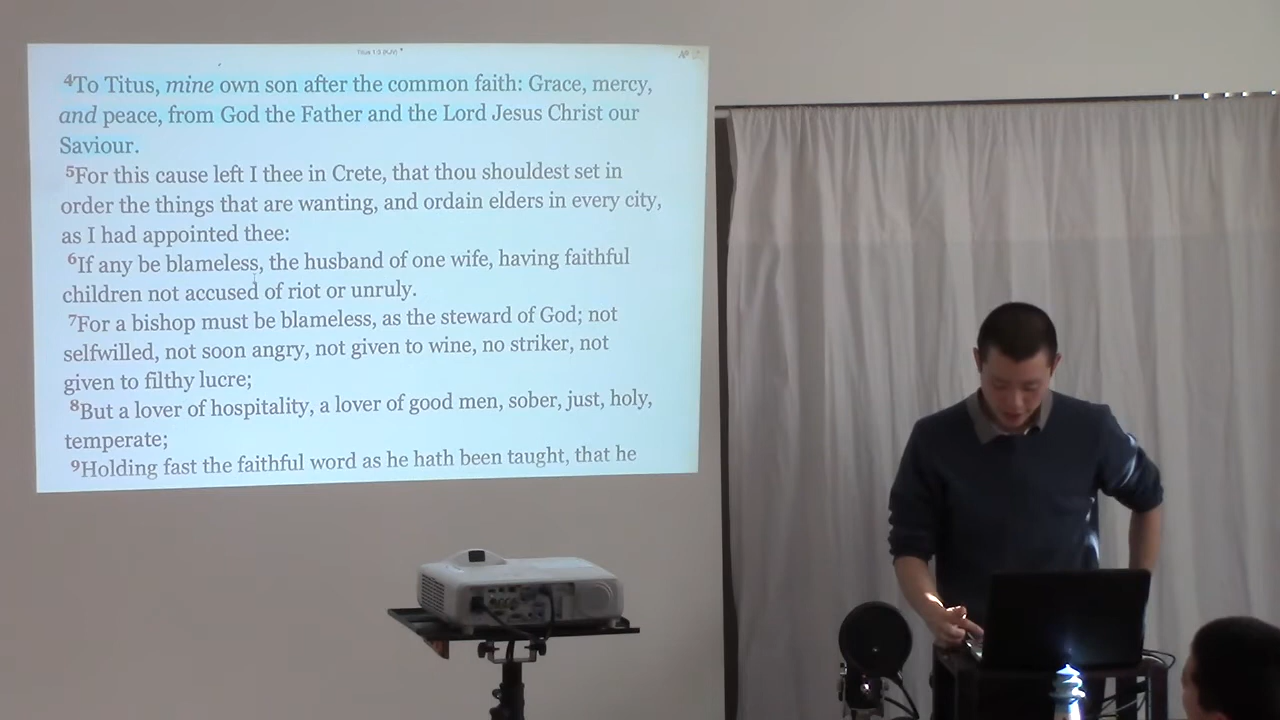 Titus 1:3 (KJV)
4To Titus, mine own son after the common faith: Grace, mercy,
and peace, from God the Father and the Lord Jesus Christ our
Saviour.
5For this cause left I thee in Crete, that thou shouldest set in
order the things that are wanting, and ordain elders in every city,
as I had appointed thee:
6If any be blameless, the husband of one wife, having faithful
children not accused of riot or unruly.
7For a bishop must be blameless, as the steward of God; not
selfwilled, not soon angry, not given to wine, no striker, not
given to filthy lucre;
8But a lover of hospitality, a lover of good men, sober, just, holy,
temperate;
9Holding fast the faithful word as he hath been taught, that he